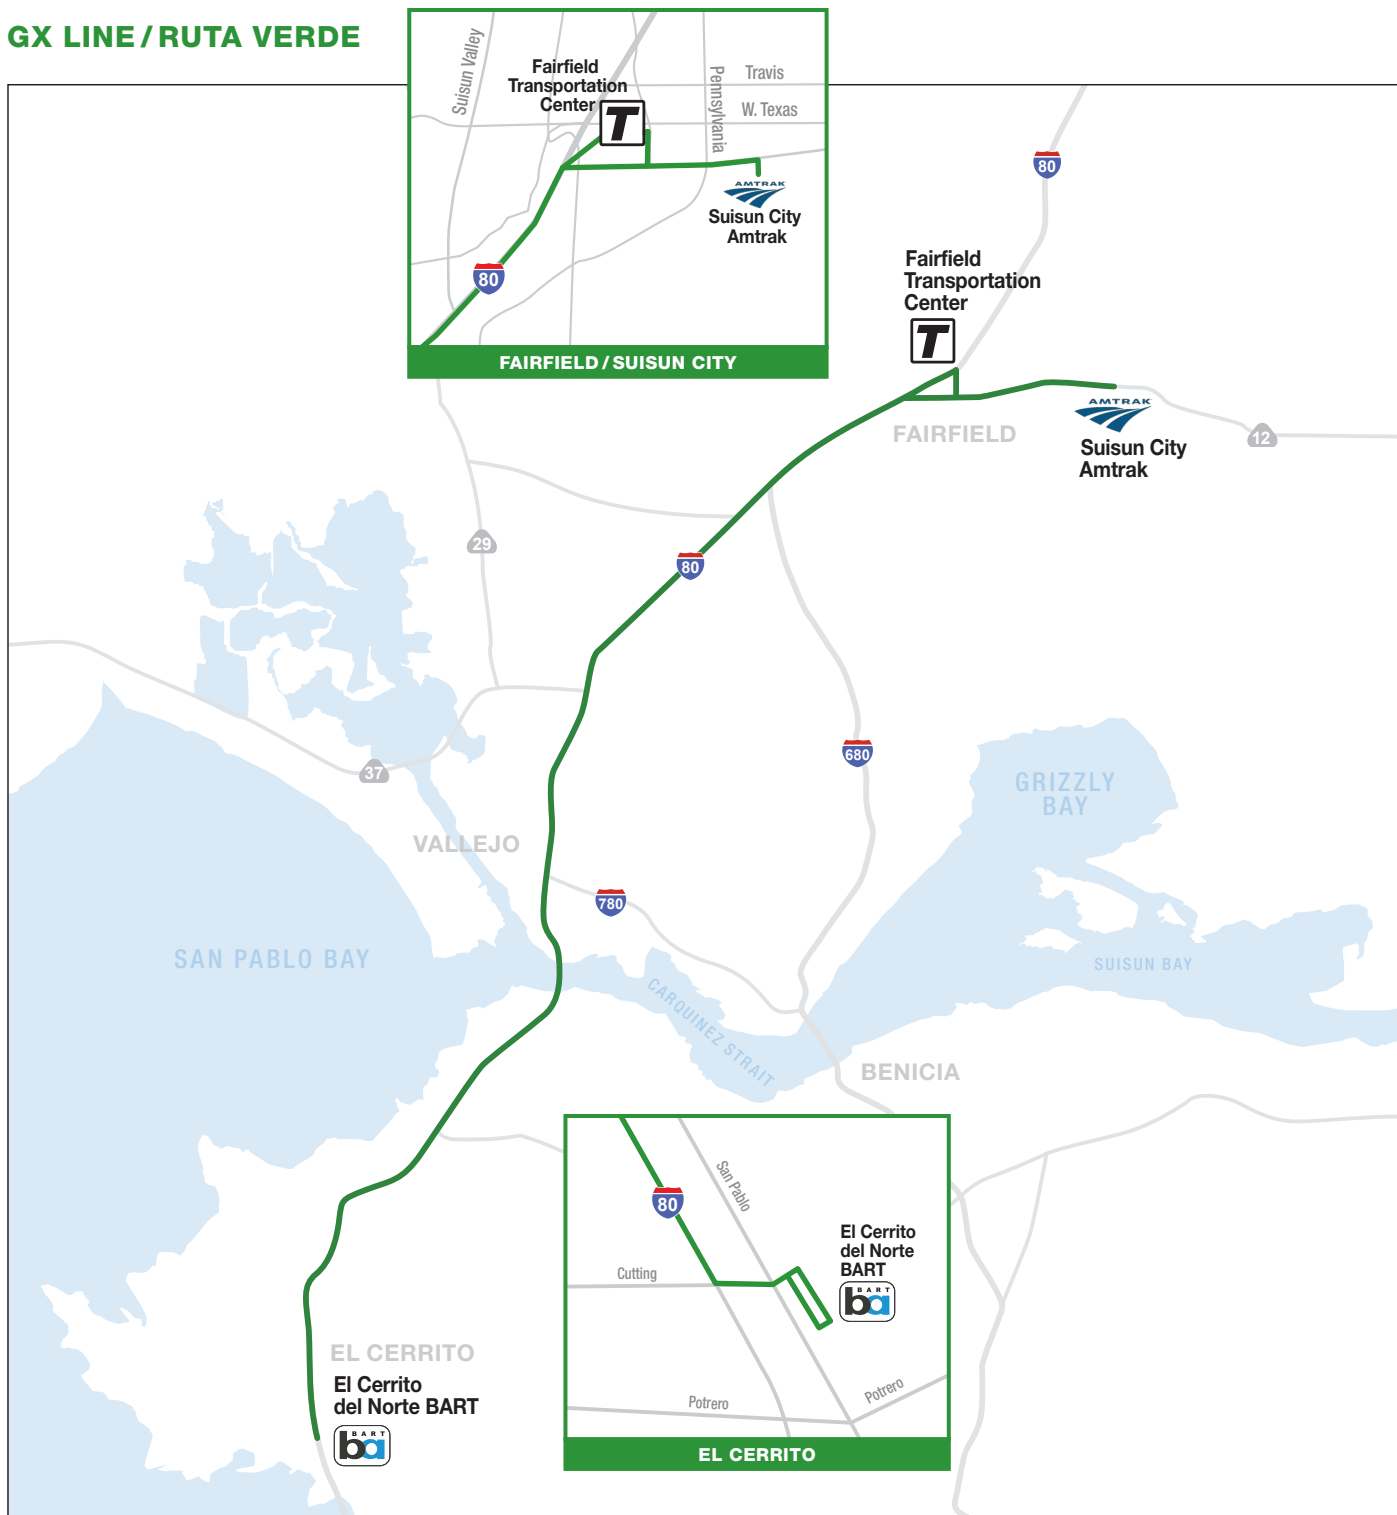 GX LINE / RUTA VERDE
Suisun Valley
Fairfield
Transportation
Center
T
Pennsylvania
Travis
W. Texas
AMTRAK
Suisun City
Amtrak
80
FAIRFIELD / SUISUN CITY
80
Fairfield
Transportation
Center
T
AMTRAK
Suisun City
Amtrak
FAIRFIELD
12
29
80
37
680
VALLEJO
780
GRIZZLY
BAY
SAN PABLO BAY
SUISUN BAY
CARQUINEZ STRAIT
BENICIA
San Pablo
80
El Cerrito
del Norte
BART
BART
ba
Cutting
Potrero
Potrero
EL CERRITO
EL CERRITO
El Cerrito
del Norte BART
BART
ba